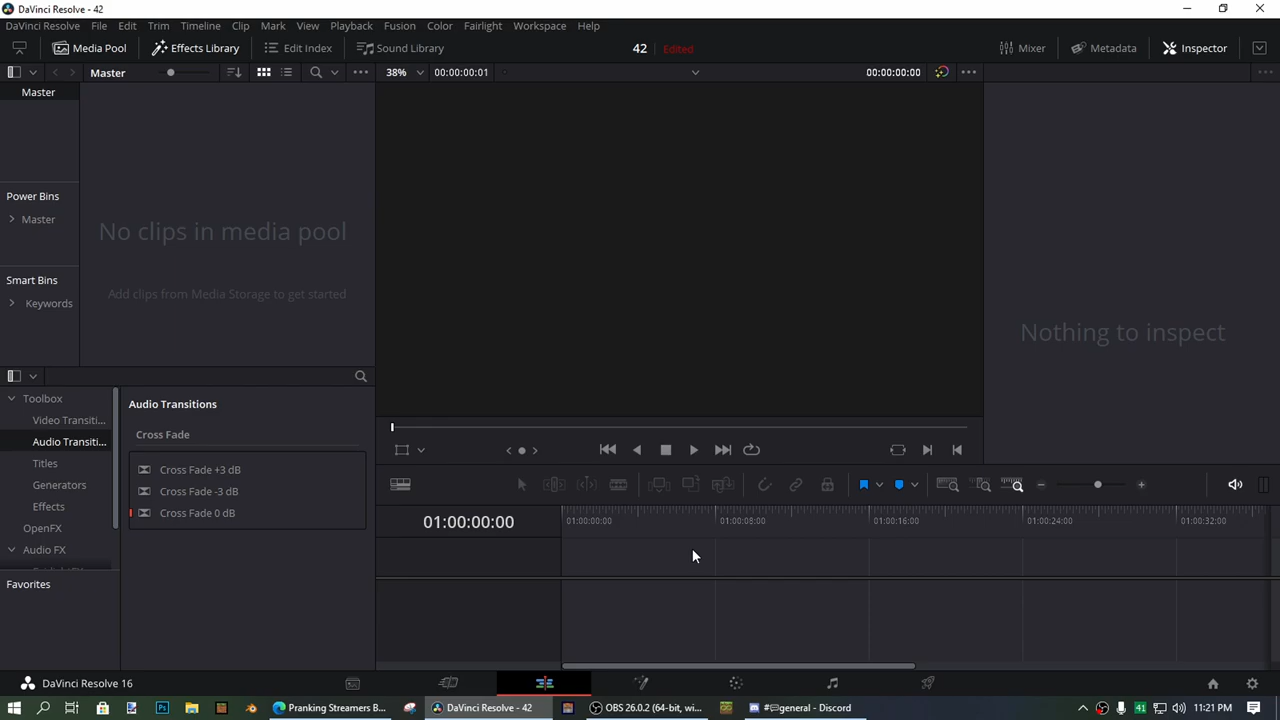 DaVinci Resolve - 42
DaVinci Resolve File Edit Trim Timeline Clip Mark View Playback Fusion Color Fairlight Workspace Help
Media Pool Effects Library Edit Index Sound Library 42 Edited Mixer Metadata Inspector
Master 38% 00:00:00:01 00:00:00:00
Master
Power Bins
Master
No clips in media pool
Smart Bins
Add clips from Media Storage to get started
Keywords
Nothing to inspect
Toolbox
Audio Transitions
Video Transiti...
Cross Fade
Audio Transiti...
Titles
Cross Fade +3 dB
Generators
Cross Fade -3 dB
Effects
Cross Fade 0 dB
OpenFX
Audio FX
Favorites
01:00:00:00 01:00:00:00 01:00:08:00 01:00:16:00 01:00:24:00 01:00:32:00
DaVinci Resolve 16
Pranking Streamers B... DaVinci Resolve - 42 OBS 26.0.2 (64-bit, wi... general - Discord 41 11:21 PM